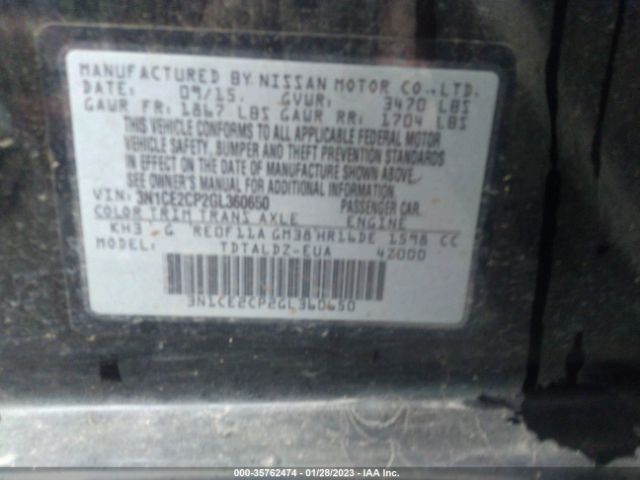 MANUFACTURED BY NISSAN MOTOR CO.,LTD.
DATE: 09/15. GVWR: 3470 LBS
GAWR FR: 1867 LBS GAWR RR: 1704 LBS
THIS VEHICLE CONFORMS TO ALL APPLICABLE FEDERAL MOTOR
VEHICLE SAFETY, BUMPER AND THEFT PREVENTION STANDARDS
IN EFFECT ON THE DATE OF MANUFACTURE SHOWN ABOVE.
SEE OWNER'S MANUAL FOR ADDITIONAL INFORMATION.
VIN: 3N1CE2CP2GL360650 PASSENGER CAR
COLOR TRIM TRANS AXLE ENGINE
KH3 G RE0F11A GM38 HR16DE 1598 CC
MODEL: TDTALDZ-EUA 42000
3N1CE2CP2GL360650
000-35762474 | 01/28/2023 - IAA Inc.